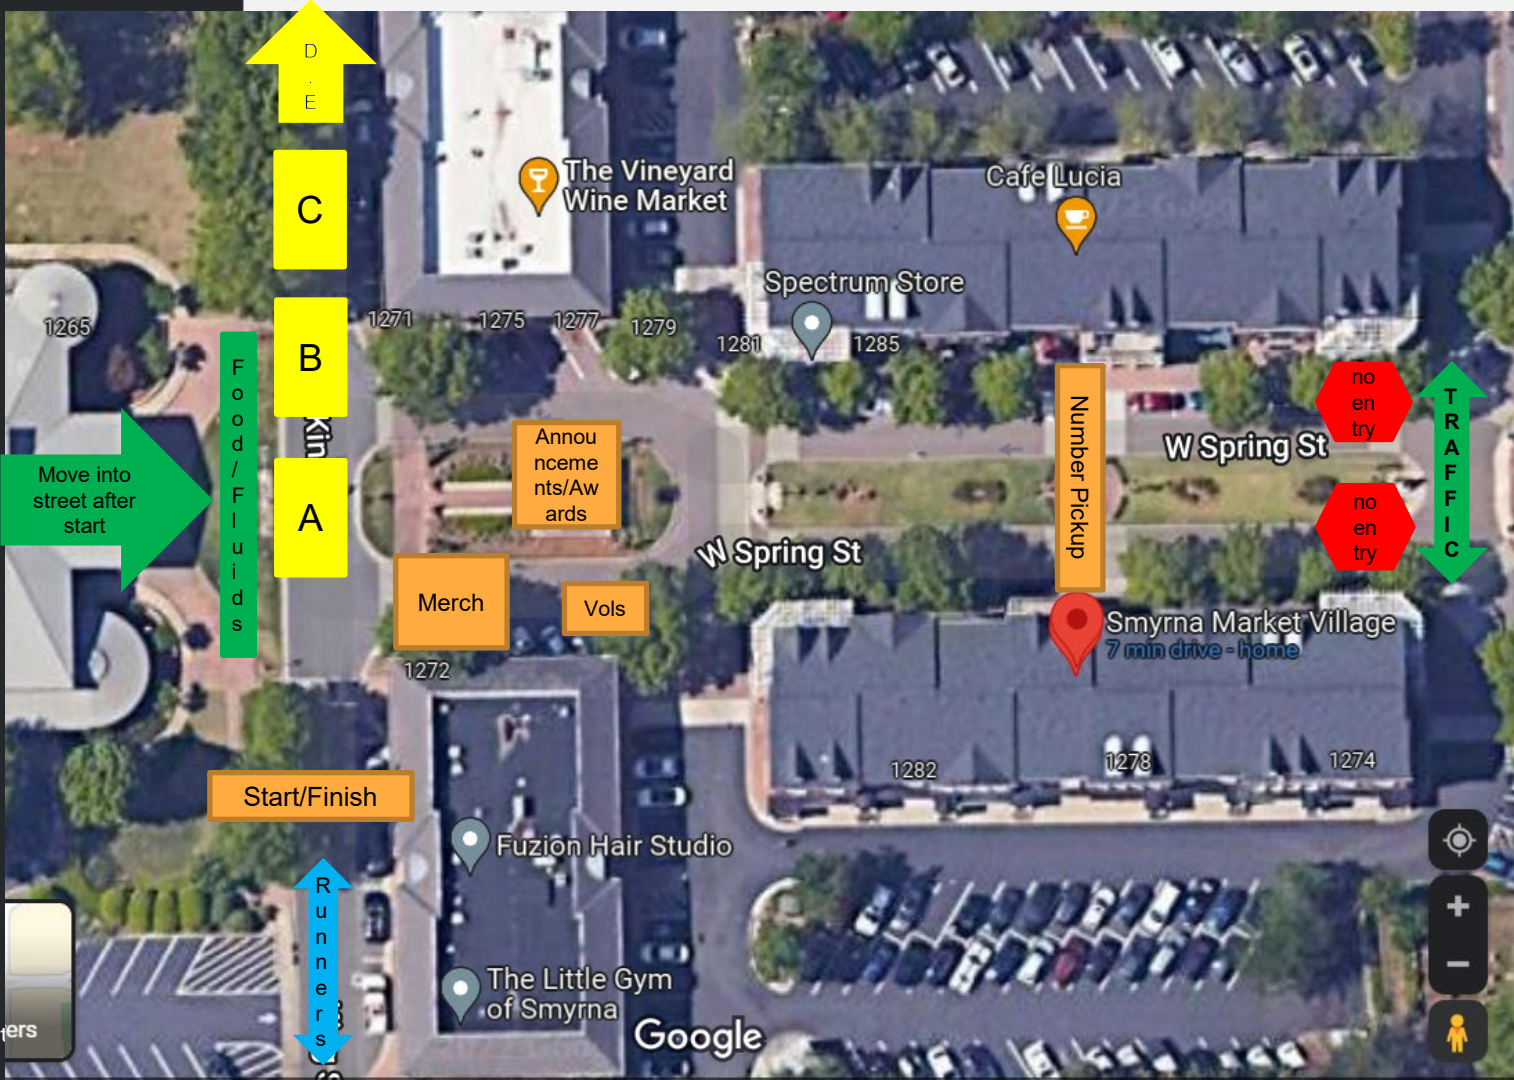 D
.
E
C
The Vineyard
Wine Market
Cafe Lucia
Spectrum Store
1265
1271
1275
1277
1279
1281
1285
B
F
o
o
d
/
F
l
u
i
d
s
Kin
no
en
try
T
R
A
F
F
I
C
Number Pickup
W Spring St
Annou
nceme
nts/Aw
ards
Move into
street after
start
A
no
en
try
W Spring St
Merch
Vols
Smyrna Market Village
7 min drive - home
1272
1282
1278
1274
Start/Finish
Fuzion Hair Studio
R
u
n
n
e
r
s
The Little Gym
of Smyrna
Google
ers
S